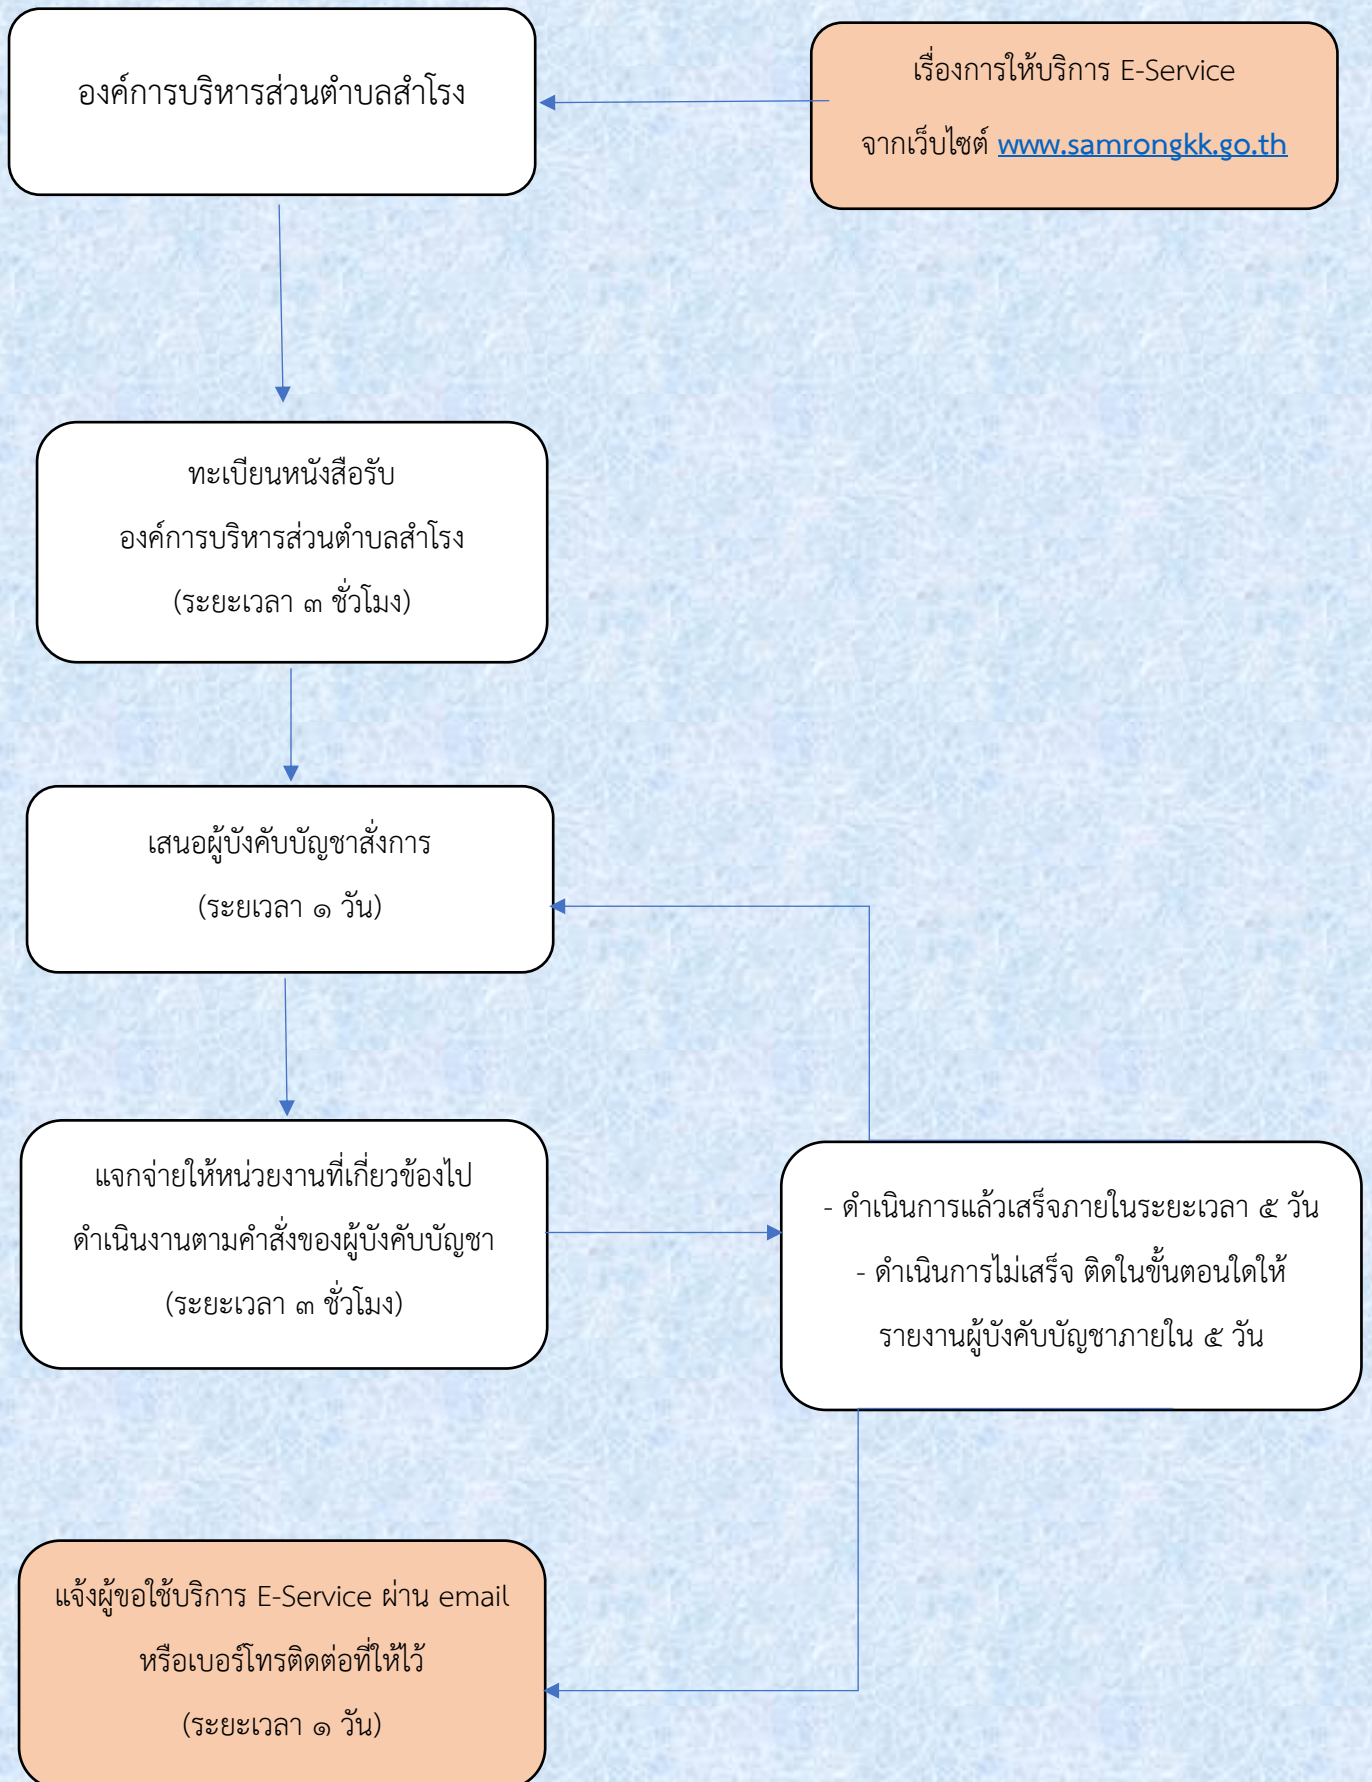 องค์การบริหารส่วนตำบลสำโรง
เรื่องการให้บริการ E-Service
จากเว็บไซต์ www.samrongkk.go.th
ทะเบียนหนังสือรับ
องค์การบริหารส่วนตำบลสำโรง
(ระยะเวลา ๓ ชั่วโมง)
เสนอผู้บังคับบัญชาสั่งการ
(ระยเวลา ๑ วัน)
แจกจ่ายให้หน่วยงานที่เกี่ยวข้องไป
ดำเนินงานตามคำสั่งของผู้บังคับบัญชา
(ระยะเวลา ๓ ชั่วโมง)
- ดำเนินการแล้วเสร็จภายในระยะเวลา ๕ วัน
- ดำเนินการไม่เสร็จ ติดในขั้นตอนใดให้
รายงานผู้บังคับบัญชาภายใน ๕ วัน
แจ้งผู้ขอใช้บริการ E-Service ผ่าน email
หรือเบอร์โทรติดต่อที่ให้ไว้
(ระยะเวลา ๑ วัน)